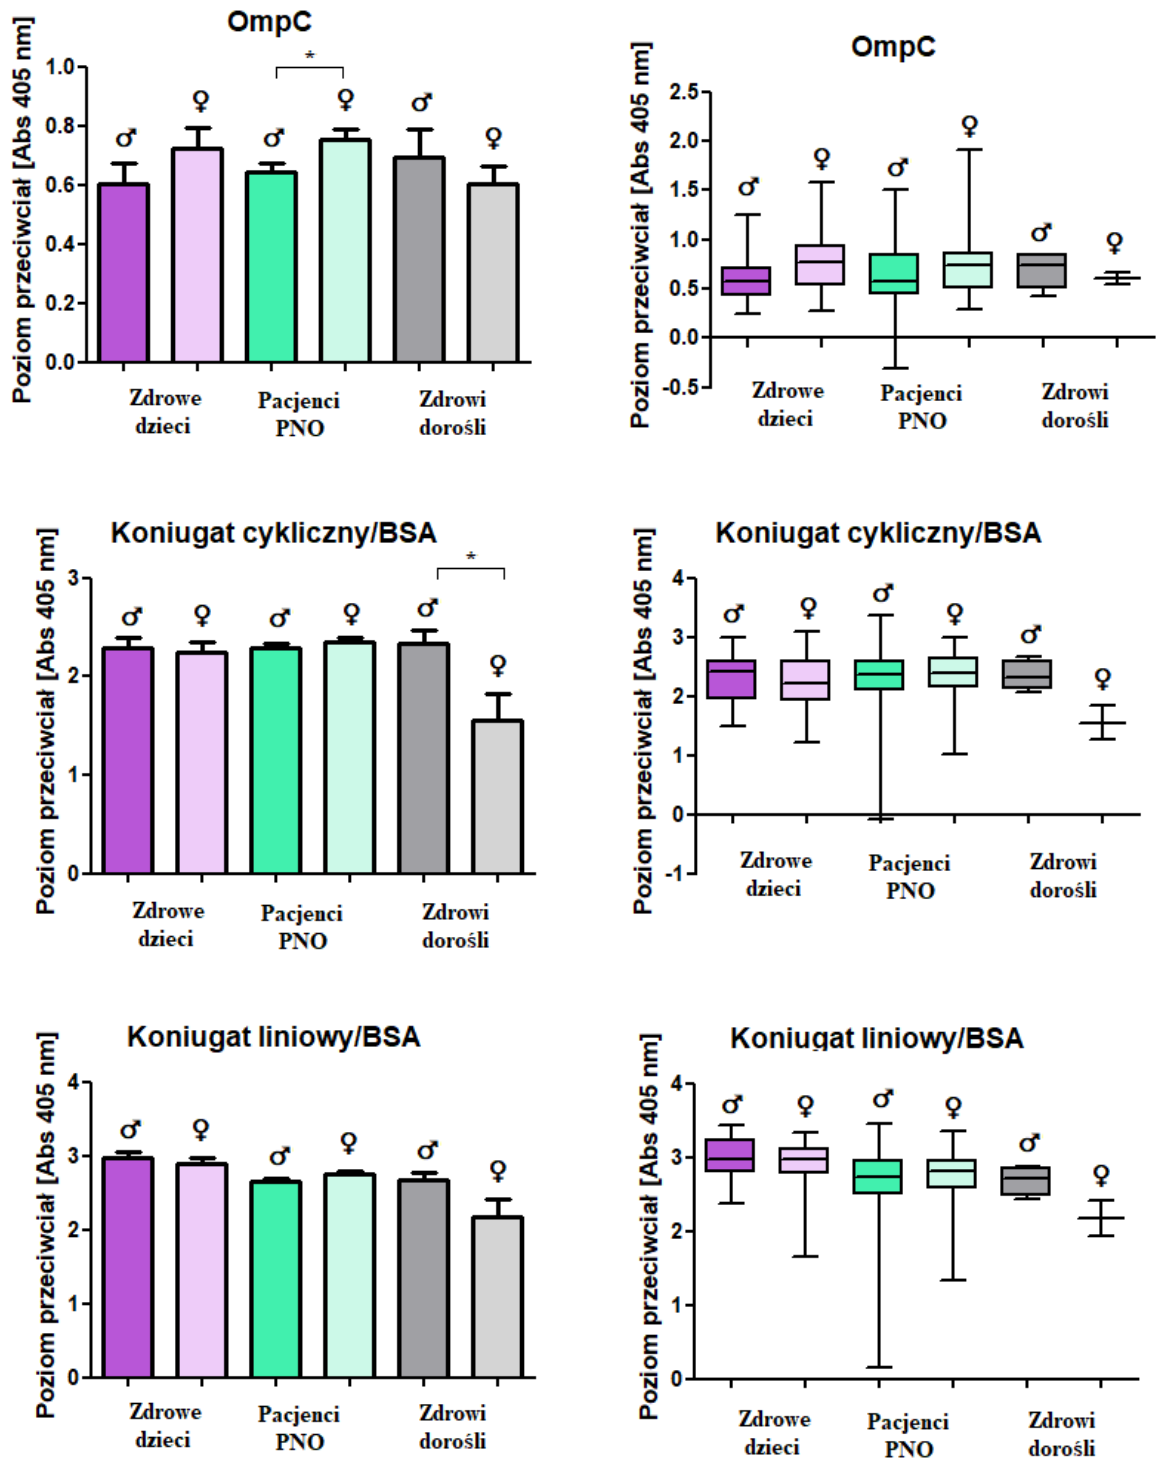 OmpC
Poziom przeciwciał [Abs 405 nm]
1.0
0.8
0.6
0.4
0.2
0.0
♂ ♀ ♂ ♀ ♂ ♀
*
Zdrowe
dzieci
Pacjenci
PNO
Zdrowi
dorośli
OmpC
Poziom przeciwciał [Abs 405 nm]
2.5
2.0
1.5
1.0
0.5
0.0
-0.5
♂ ♀ ♂ ♀ ♂ ♀
Zdrowe
dzieci
Pacjenci
PNO
Zdrowi
dorośli
Koniugat cykliczny/BSA
Poziom przeciwciał [Abs 405 nm]
3
2
1
0
♂ ♀ ♂ ♀ ♂ ♀
*
Zdrowe
dzieci
Pacjenci
PNO
Zdrowi
dorośli
Koniugat cykliczny/BSA
Poziom przeciwciał [Abs 405 nm]
4
3
2
1
0
-1
♂ ♀ ♂ ♀ ♂ ♀
Zdrowe
dzieci
Pacjenci
PNO
Zdrowi
dorośli
Koniugat liniowy/BSA
Poziom przeciwciał [Abs 405 nm]
4
3
2
1
0
♂ ♀ ♂ ♀ ♂ ♀
Zdrowe
dzieci
Pacjenci
PNO
Zdrowi
dorośli
Koniugat liniowy/BSA
Poziom przeciwciał [Abs 405 nm]
4
3
2
1
0
♂ ♀ ♂ ♀ ♂ ♀
Zdrowe
dzieci
Pacjenci
PNO
Zdrowi
dorośli